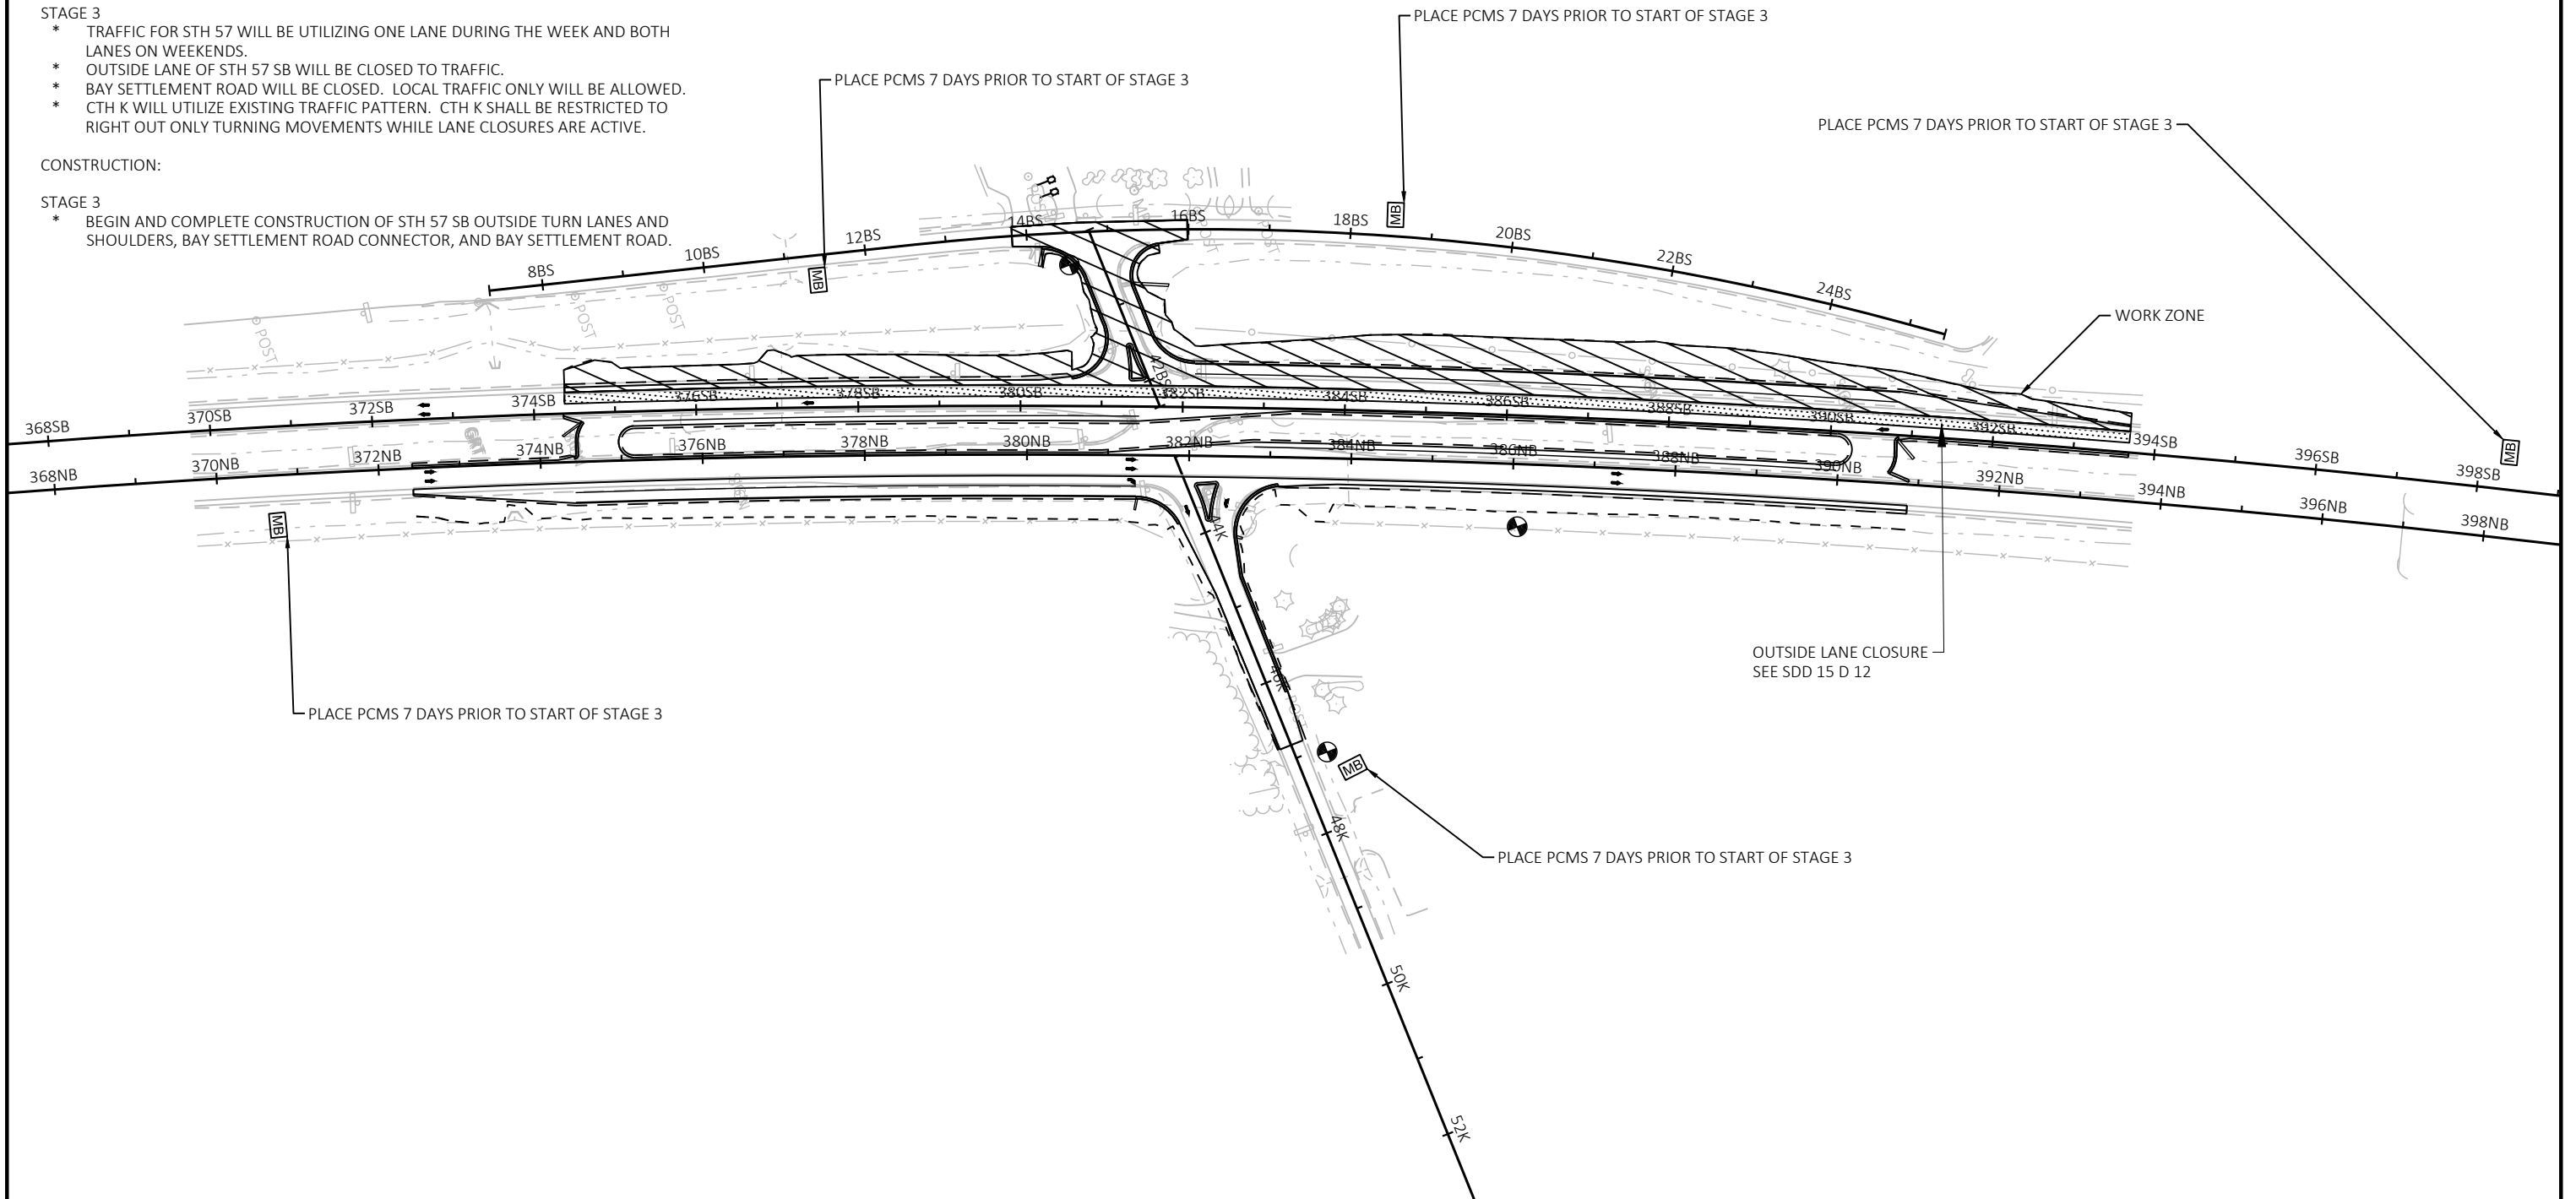 STAGE 3
* TRAFFIC FOR STH 57 WILL BE UTILIZING ONE LANE DURING THE WEEK AND BOTH
LANES ON WEEKENDS.
* OUTSIDE LANE OF STH 57 SB WILL BE CLOSED TO TRAFFIC.
* BAY SETTLEMENT ROAD WILL BE CLOSED.  LOCAL TRAFFIC ONLY WILL BE ALLOWED.
* CTH K WILL UTILIZE EXISTING TRAFFIC PATTERN.  CTH K SHALL BE RESTRICTED TO
RIGHT OUT ONLY TURNING MOVEMENTS WHILE LANE CLOSURES ARE ACTIVE.
CONSTRUCTION:
STAGE 3
* BEGIN AND COMPLETE CONSTRUCTION OF STH 57 SB OUTSIDE TURN LANES AND
SHOULDERS, BAY SETTLEMENT ROAD CONNECTOR, AND BAY SETTLEMENT ROAD.
PLACE PCMS 7 DAYS PRIOR TO START OF STAGE 3
PLACE PCMS 7 DAYS PRIOR TO START OF STAGE 3
PLACE PCMS 7 DAYS PRIOR TO START OF STAGE 3
MB
MB
MB
8BS
10BS
12BS
14BS
16BS
18BS
20BS
22BS
24BS
POST
POST
POST
POST
POST
WORK ZONE
42BS
368SB
370SB
372SB
374SB
376SB
378SB
380SB
382SB
384SB
386SB
388SB
390SB
392SB
394SB
396SB
398SB
368NB
370NB
372NB
374NB
376NB
378NB
380NB
382NB
384NB
386NB
388NB
390NB
392NB
394NB
396NB
398NB
MB
44K
46K
POST
48K
50K
52K
OUTSIDE LANE CLOSURE
SEE SDD 15 D 12
PLACE PCMS 7 DAYS PRIOR TO START OF STAGE 3
MB
PLACE PCMS 7 DAYS PRIOR TO START OF STAGE 3